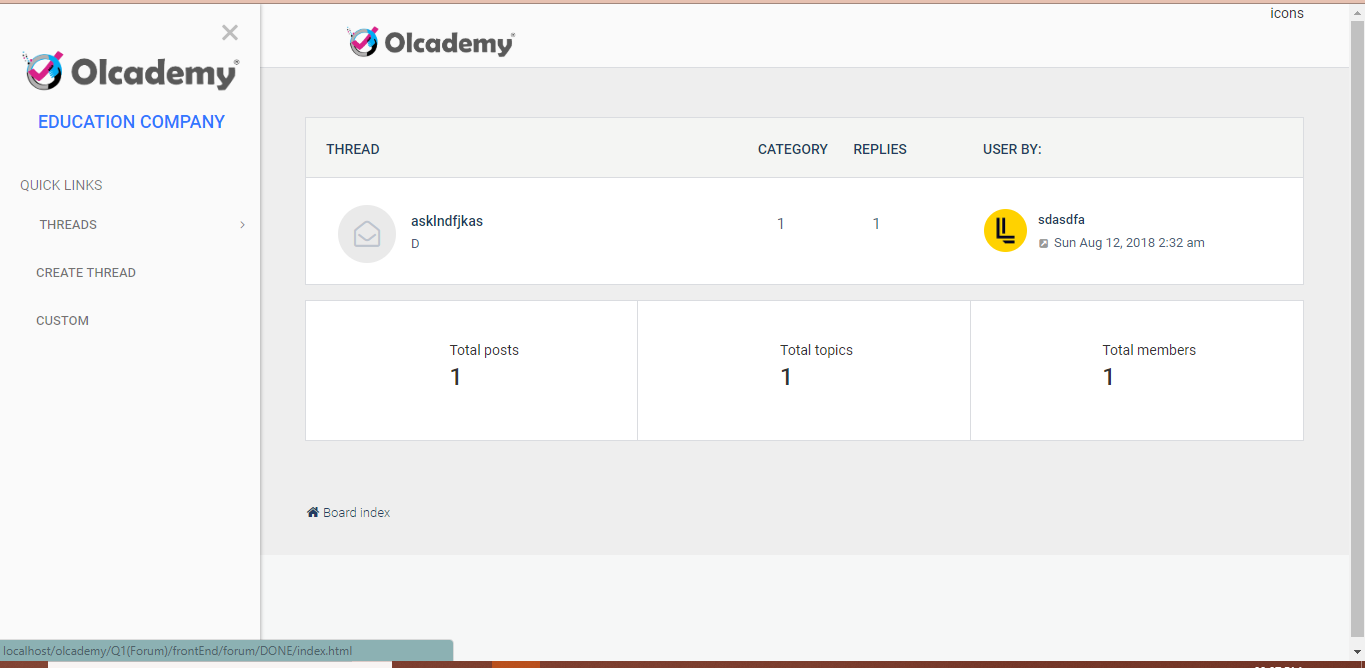 icons
Olcademy®
Olcademy®
EDUCATION COMPANY
QUICK LINKS
THREADS
CREATE THREAD
CUSTOM
THREAD CATEGORY REPLIES USER BY:
asklndfjkas
D
1 1
sdasdfa
Sun Aug 12, 2018 2:32 am
Total posts
1
Total topics
1
Total members
1
Board index
localhost/olcademy/Q1(Forum)/frontEnd/forum/DONE/index.html